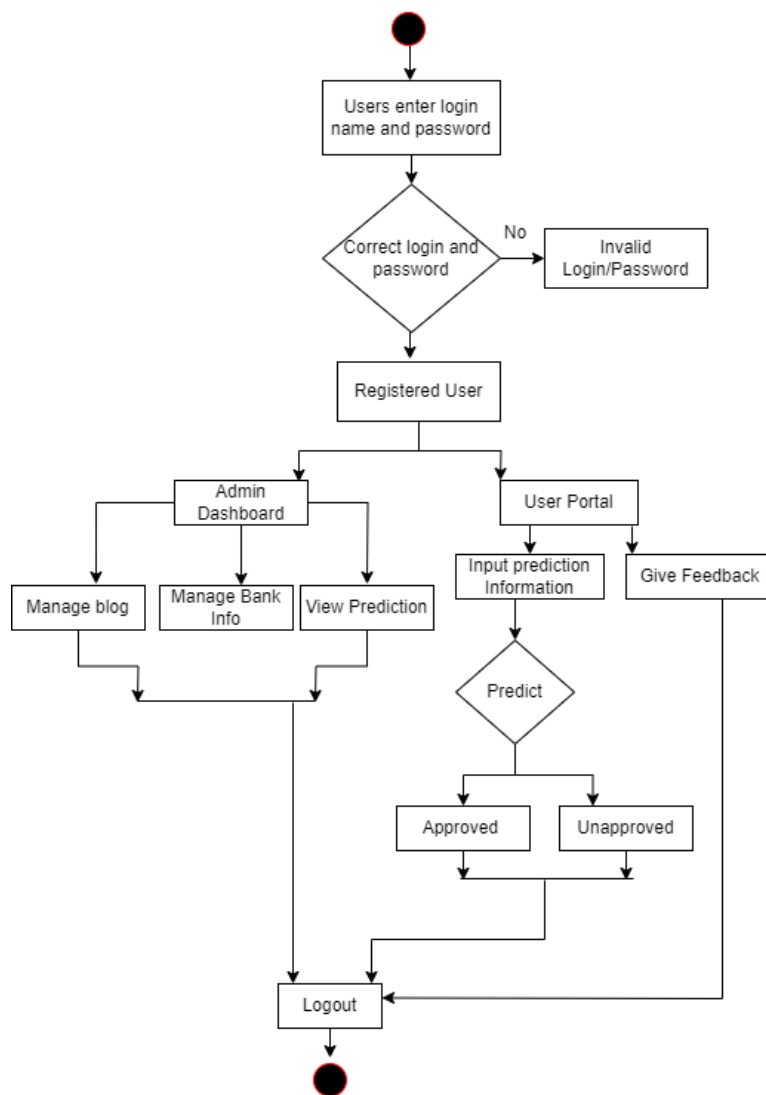 Users enter login
name and password
Correct login and
password
No
Invalid
Login/Password
Registered User
Admin
Dashboard
User Portal
Manage blog
Manage Bank
Info
View Prediction
Input prediction
Information
Give Feedback
Predict
Approved
Unapproved
Logout